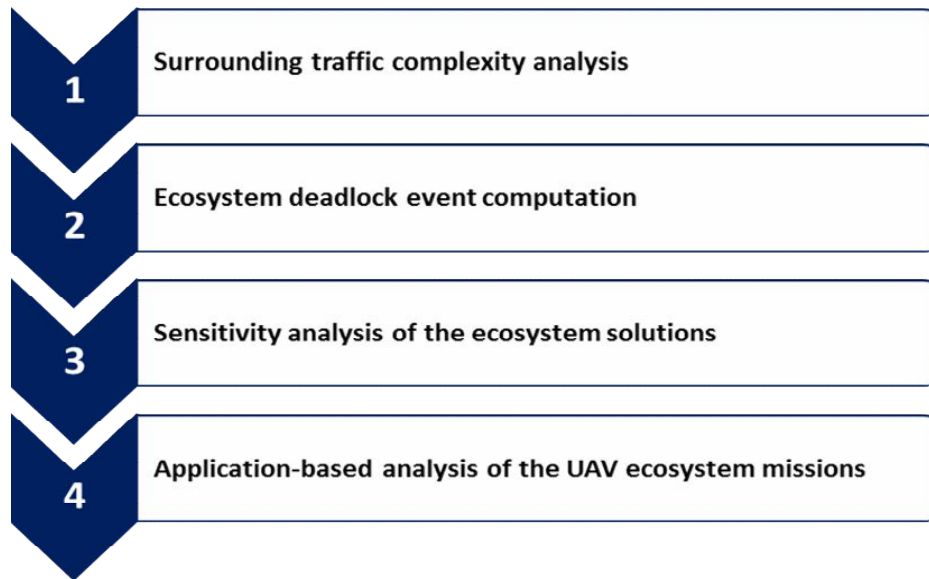 1
Surrounding traffic complexity analysis
2
Ecosystem deadlock event computation
3
Sensitivity analysis of the ecosystem solutions
4
Application-based analysis of the UAV ecosystem missions